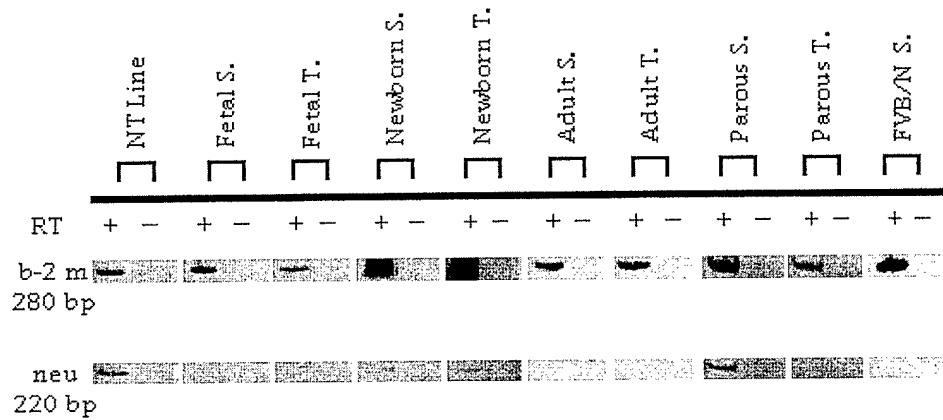 NT Line
Fetal S.
Fetal T.
Newborn S.
Newborn T.
Adult S.
Adult T.
Parous S.
Parous T.
FVB/N S.
RT + − + − + − + − + − + − + − + − + − + −
b-2 m
280 bp
neu
220 bp